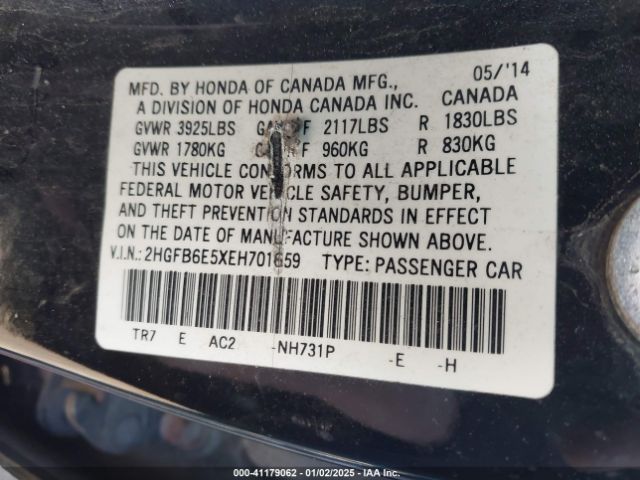 MFD. BY HONDA OF CANADA MFG., 05/'14
A DIVISION OF HONDA CANADA INC. CANADA
GVWR 3925LBS F 2117LBS R 1830LBS
GVWR 1780KG F 960KG R 830KG
THIS VEHICLE CONFORMS TO ALL APPLICABLE
FEDERAL MOTOR VEHICLE SAFETY, BUMPER,
AND THEFT PREVENTION STANDARDS IN EFFECT
ON THE DATE OF MANUFACTURE SHOWN ABOVE.
V.I.N.: TYPE: PASSENGER CAR
TR7 E AC2 -NH731P -E -H
000-41179062 - 01/02/2025 - IAA Inc.